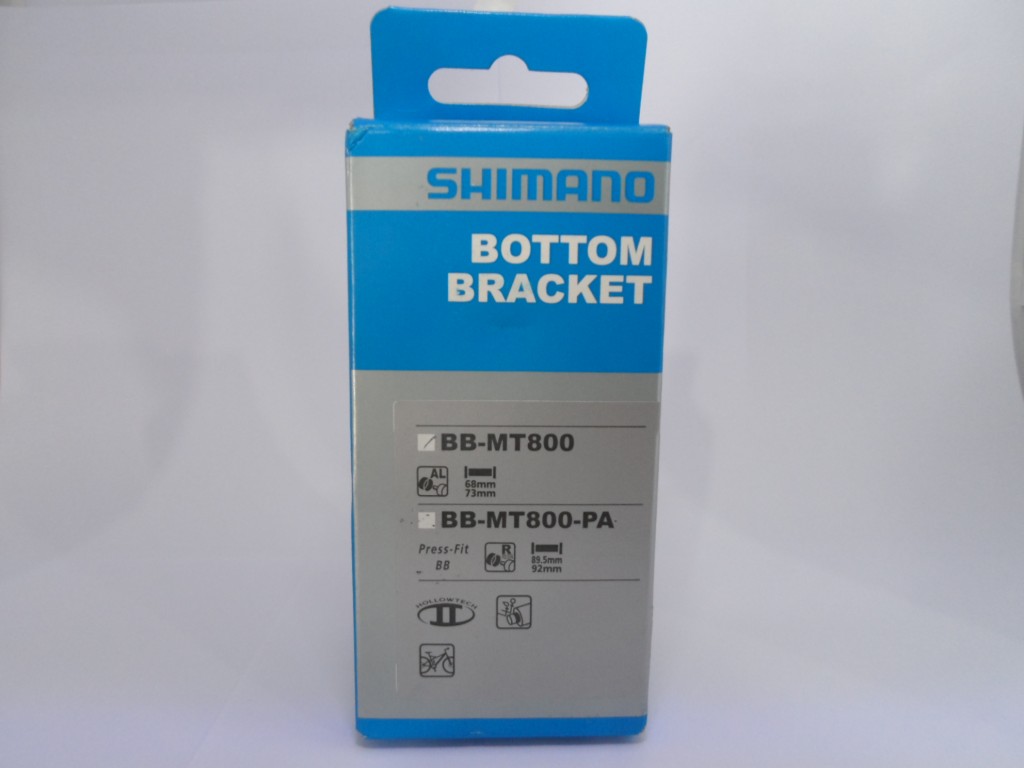 SHIMANO
BOTTOM
BRACKET
BB-MT800
AL
68mm
73mm
BB-MT800-PA
Press-Fit
BB
R
89.5mm
92mm
HOLLOWTECH
II